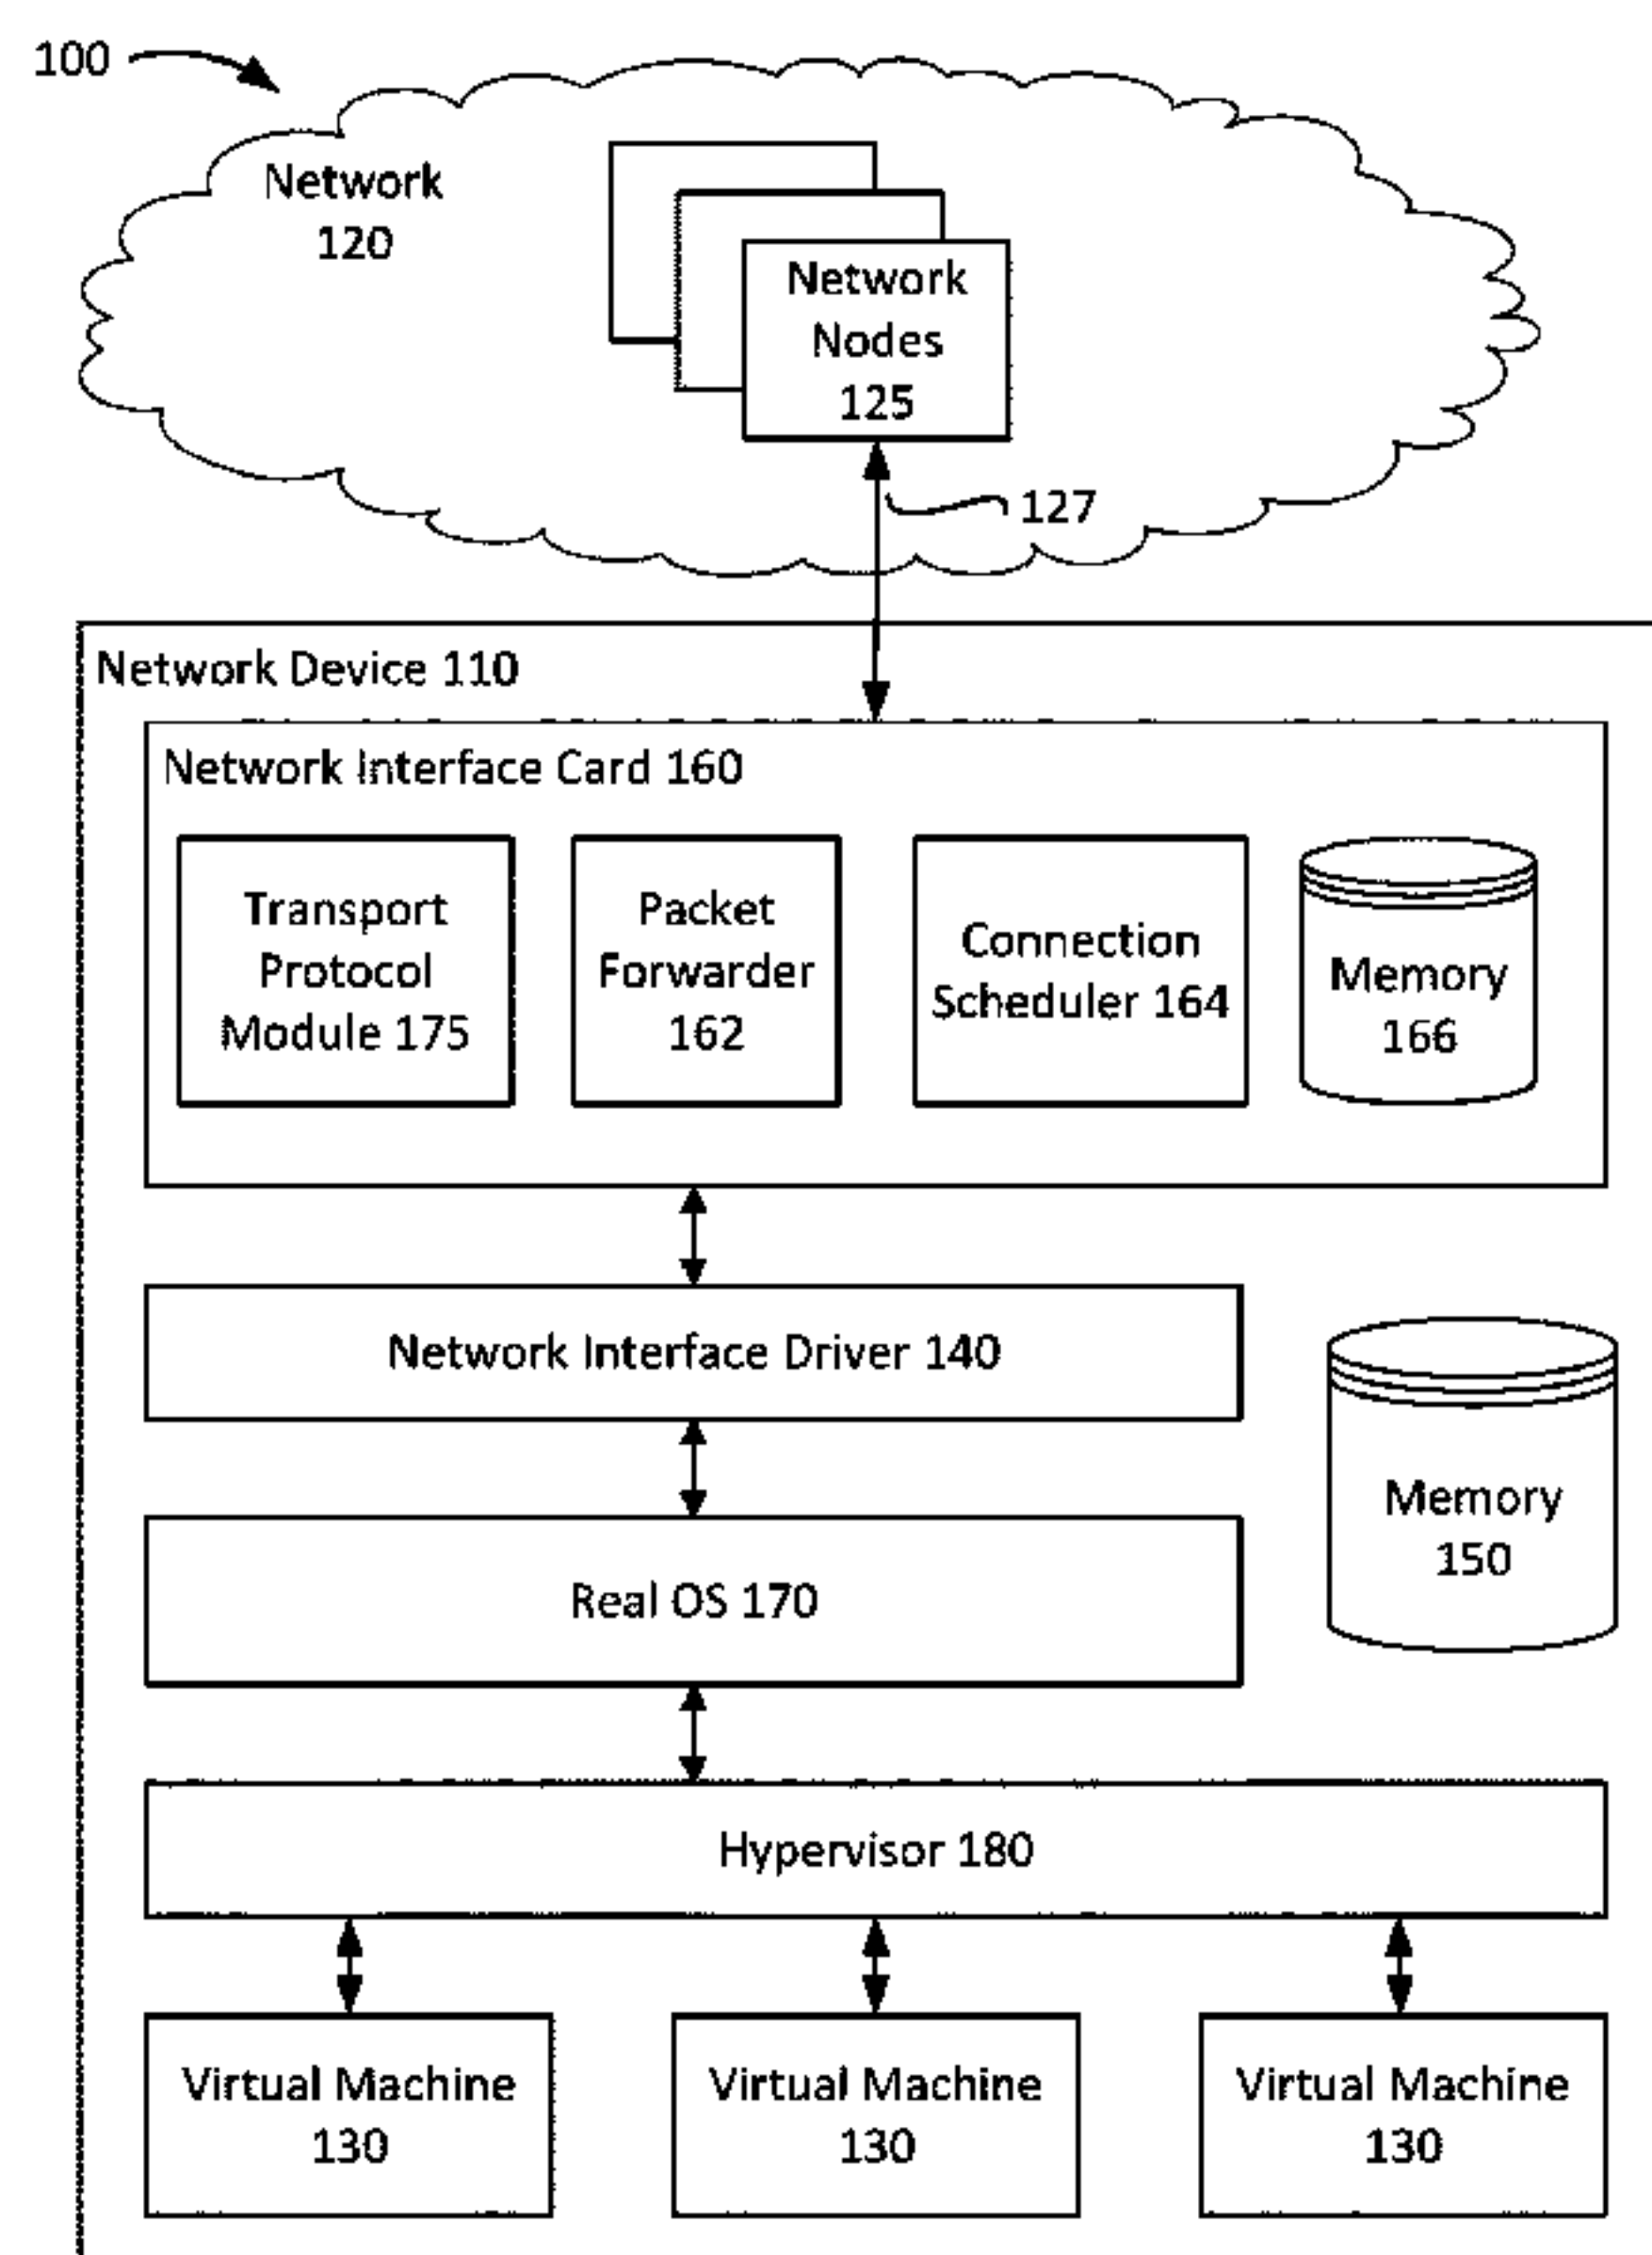 100
Network
120
Network
Nodes
125
127
Network Device 110
Network Interface Card 160
Transport
Protocol
Module 175
Packet
Forwarder
162
Connection
Scheduler 164
Memory
166
Network Interface Driver 140
Memory
150
Real OS 170
Hypervisor 180
Virtual Machine
130
Virtual Machine
130
Virtual Machine
130